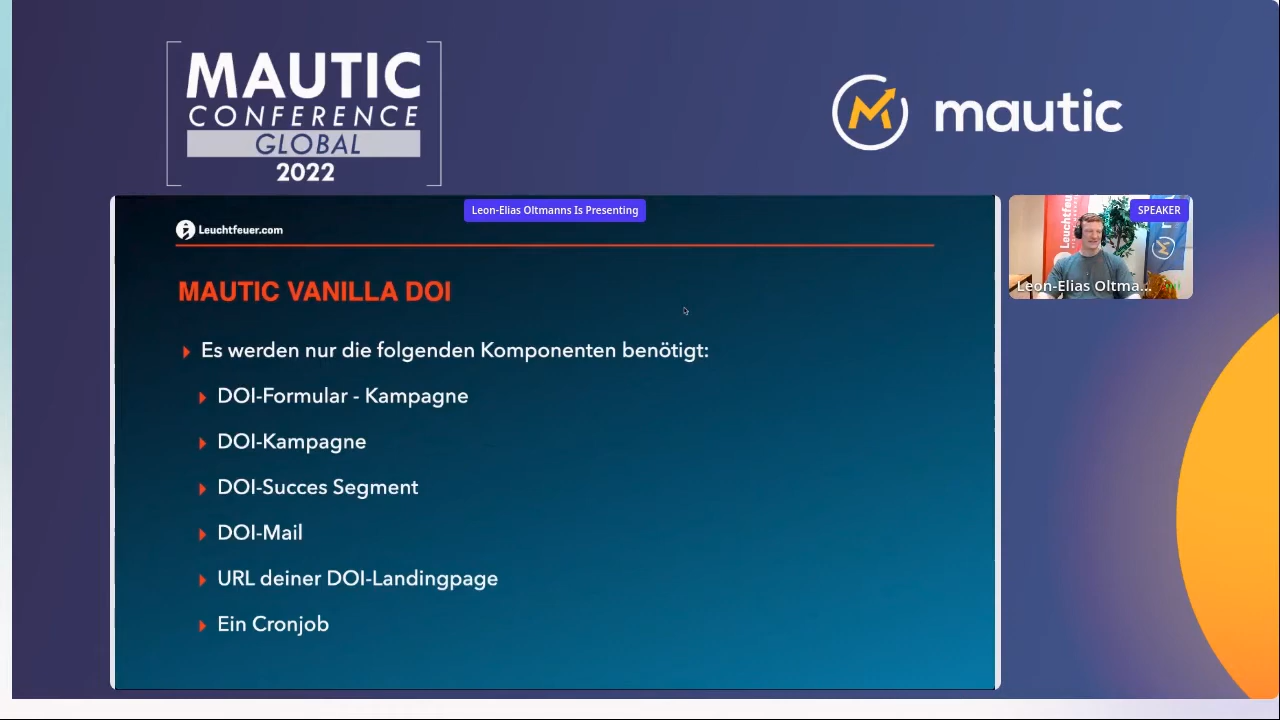 MAUTIC
CONFERENCE
GLOBAL
2022
mautic
Leon-Elias Oltmanns Is Presenting
SPEAKER
Leuchtfeuer.com
Leuchtfeuer
Leon-Elias Oltma...
MAUTIC VANILLA DOI
Es werden nur die folgenden Komponenten benötigt:
DOI-Formular - Kampagne
DOI-Kampagne
DOI-Succes Segment
DOI-Mail
URL deiner DOI-Landingpage
Ein Cronjob